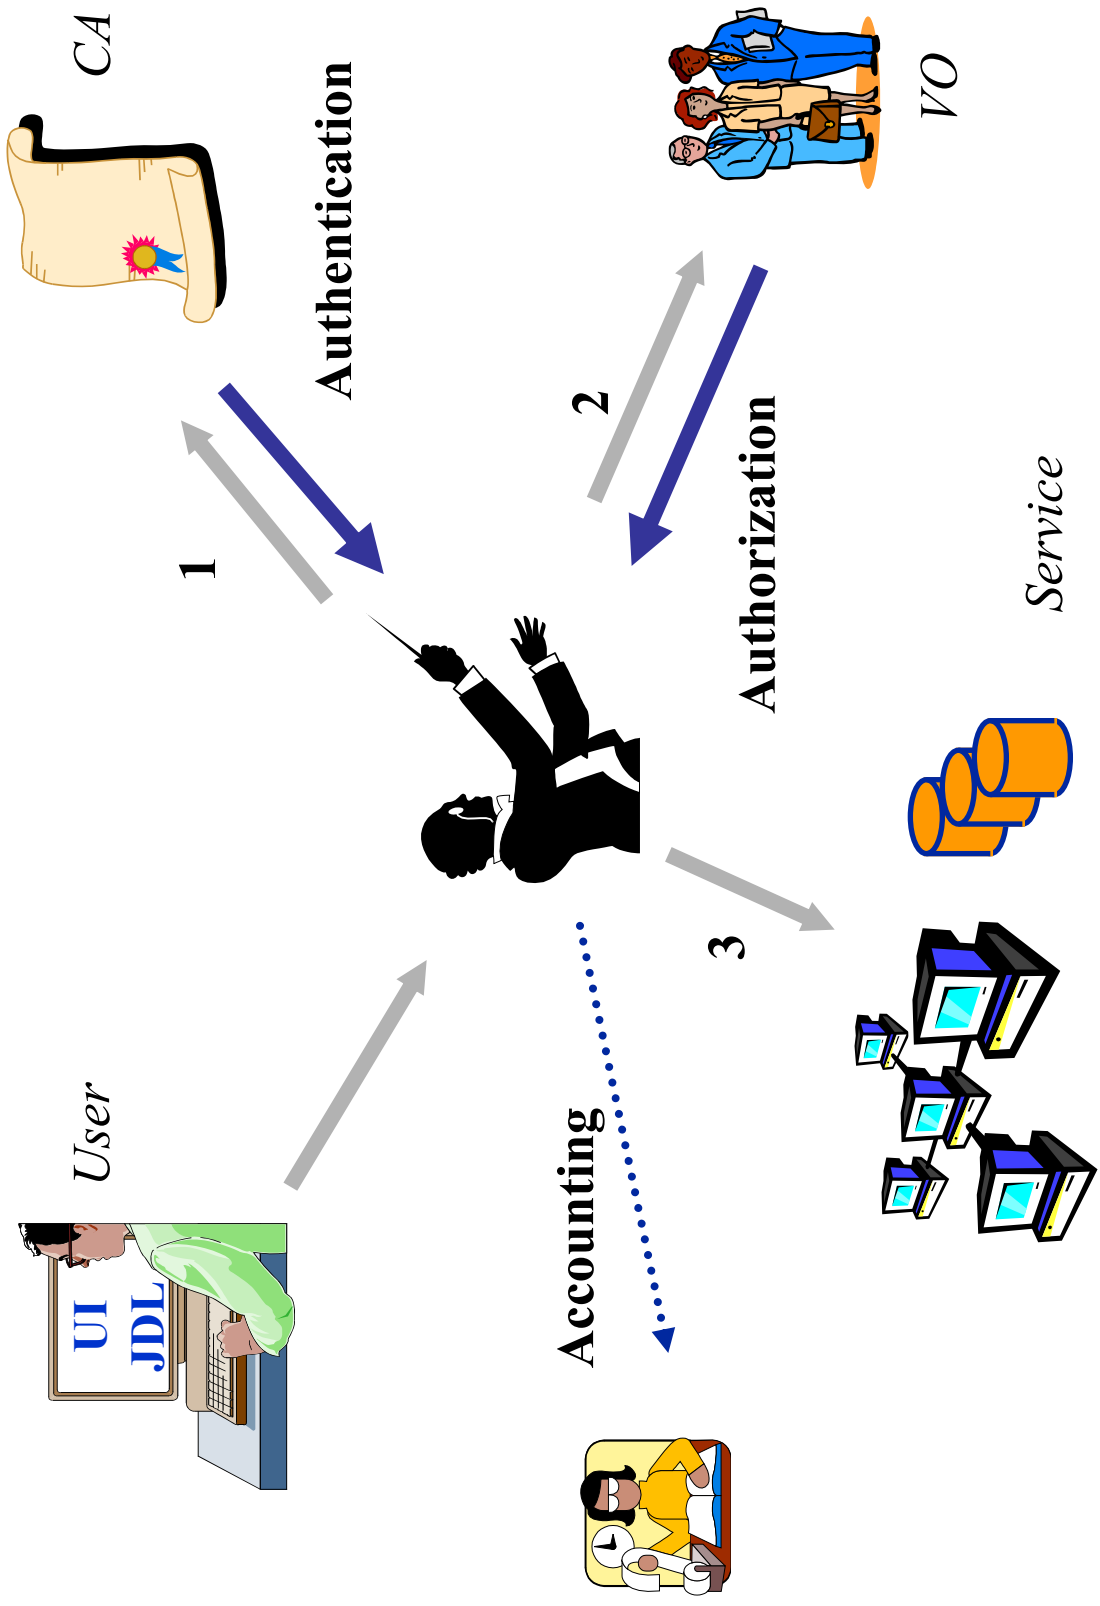 User
CA
UI
JDL
1
Authentication
2
Accounting
3
Authorization
VO
Service